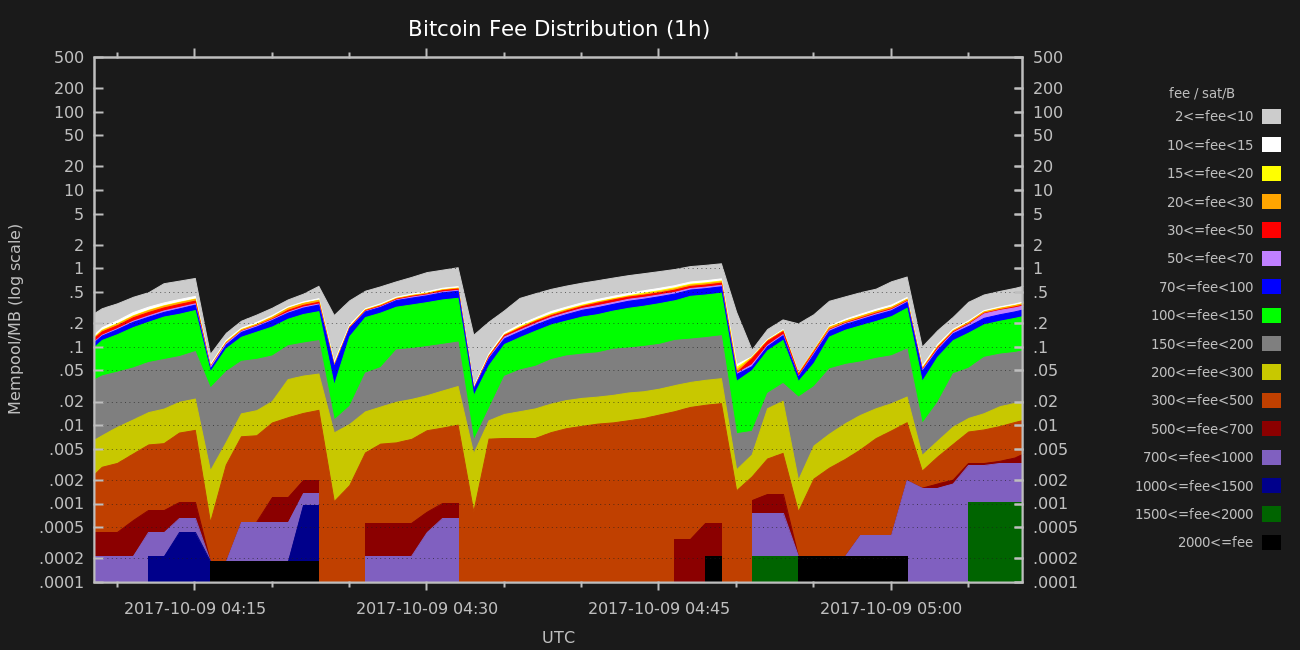 Bitcoin Fee Distribution (1h)
Mempool/MB (log scale)
500
200
100
50
20
10
5
2
1
.5
.2
.1
.05
.02
.01
.005
.002
.001
.0005
.0002
.0001
500
200
100
50
20
10
5
2
1
.5
.2
.1
.05
.02
.01
.005
.002
.001
.0005
.0002
.0001
2017-10-09 04:15
2017-10-09 04:30
2017-10-09 04:45
2017-10-09 05:00
UTC
fee / sat/B
2<=fee<10
10<=fee<15
15<=fee<20
20<=fee<30
30<=fee<50
50<=fee<70
70<=fee<100
100<=fee<150
150<=fee<200
200<=fee<300
300<=fee<500
500<=fee<700
700<=fee<1000
1000<=fee<1500
1500<=fee<2000
2000<=fee